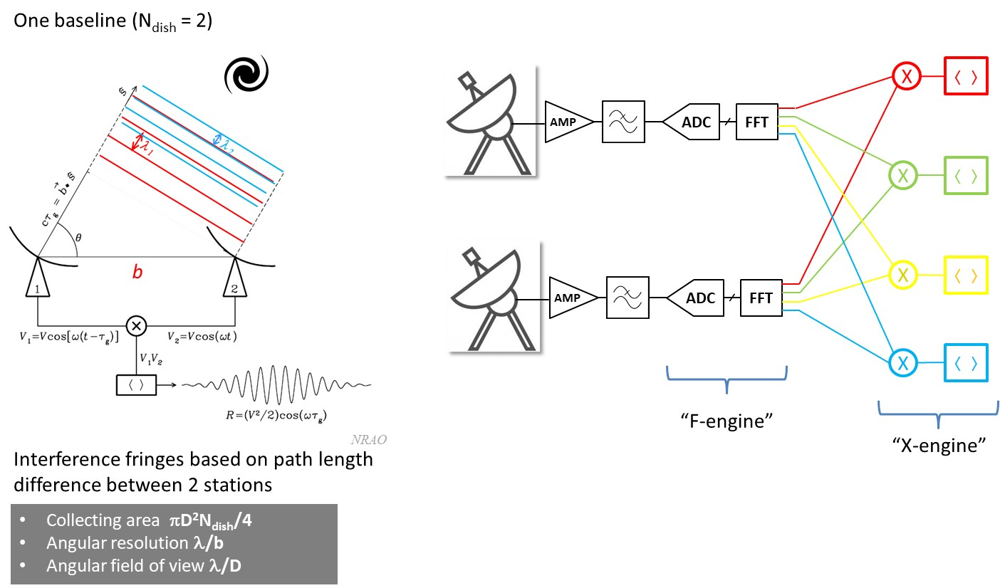 One baseline (Ndish = 2)
ŝ
λ1
λ2
cτg = b⃗•ŝ
θ
b
1
2
V1=Vcos[ω(t−τg)]
V2=Vcos(ωt)
V1V2
⟨ ⟩
R=(V²/2)cos(ωτg)
NRAO
Interference fringes based on path length
difference between 2 stations
• Collecting area πD²Ndish/4
• Angular resolution λ/b
• Angular field of view λ/D
AMP
ADC
FFT
X
⟨ ⟩
X
⟨ ⟩
AMP
ADC
FFT
X
⟨ ⟩
X
⟨ ⟩
“F-engine”
“X-engine”